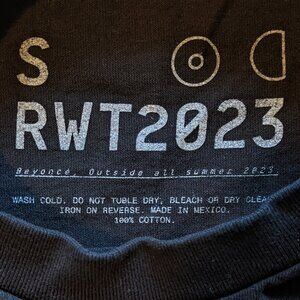 S
RWT2023
Beyoncé, Outside all summer 2023.
WASH COLD. DO NOT TUBLE DRY, BLEACH OR DRY CLEA
IRON ON REVERSE. MADE IN MEXICO.
100% COTTON.